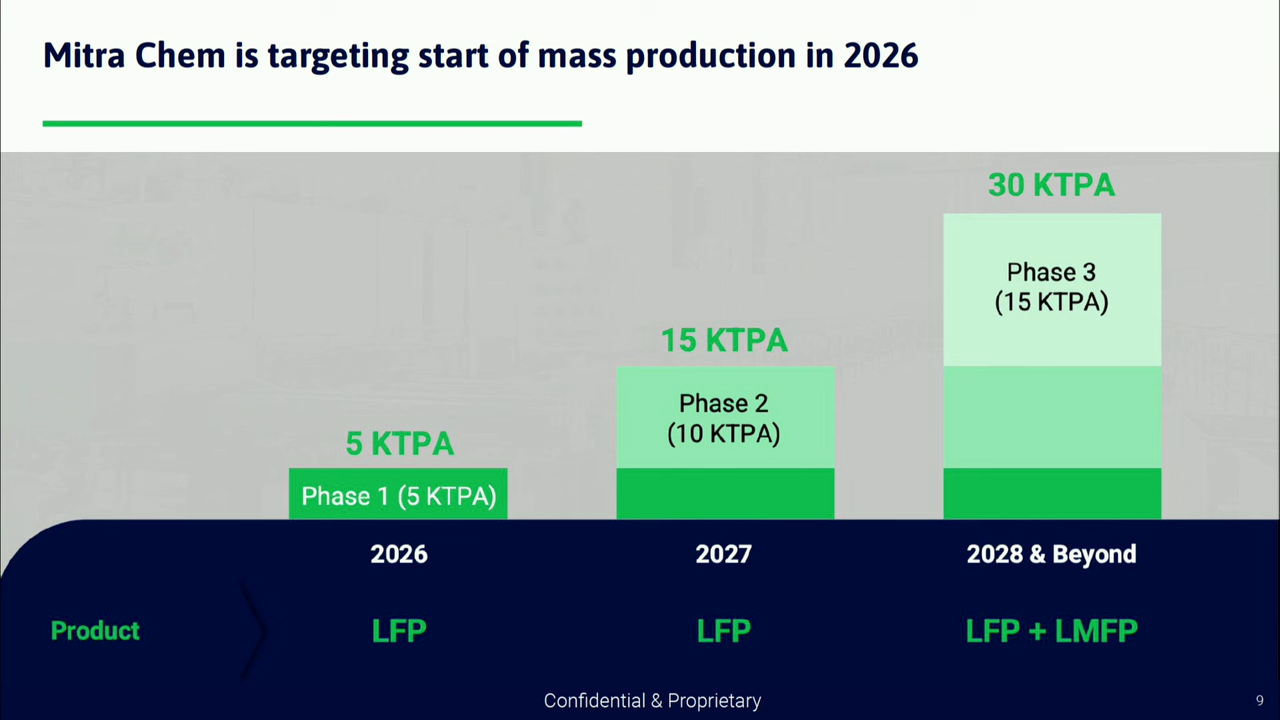 Mitra Chem is targeting start of mass production in 2026
30 KTPA
Phase 3
(15 KTPA)
15 KTPA
Phase 2
(10 KTPA)
5 KTPA
Phase 1 (5 KTPA)
2026
2027
2028 & Beyond
Product
LFP
LFP
LFP + LMFP
Confidential & Proprietary
9